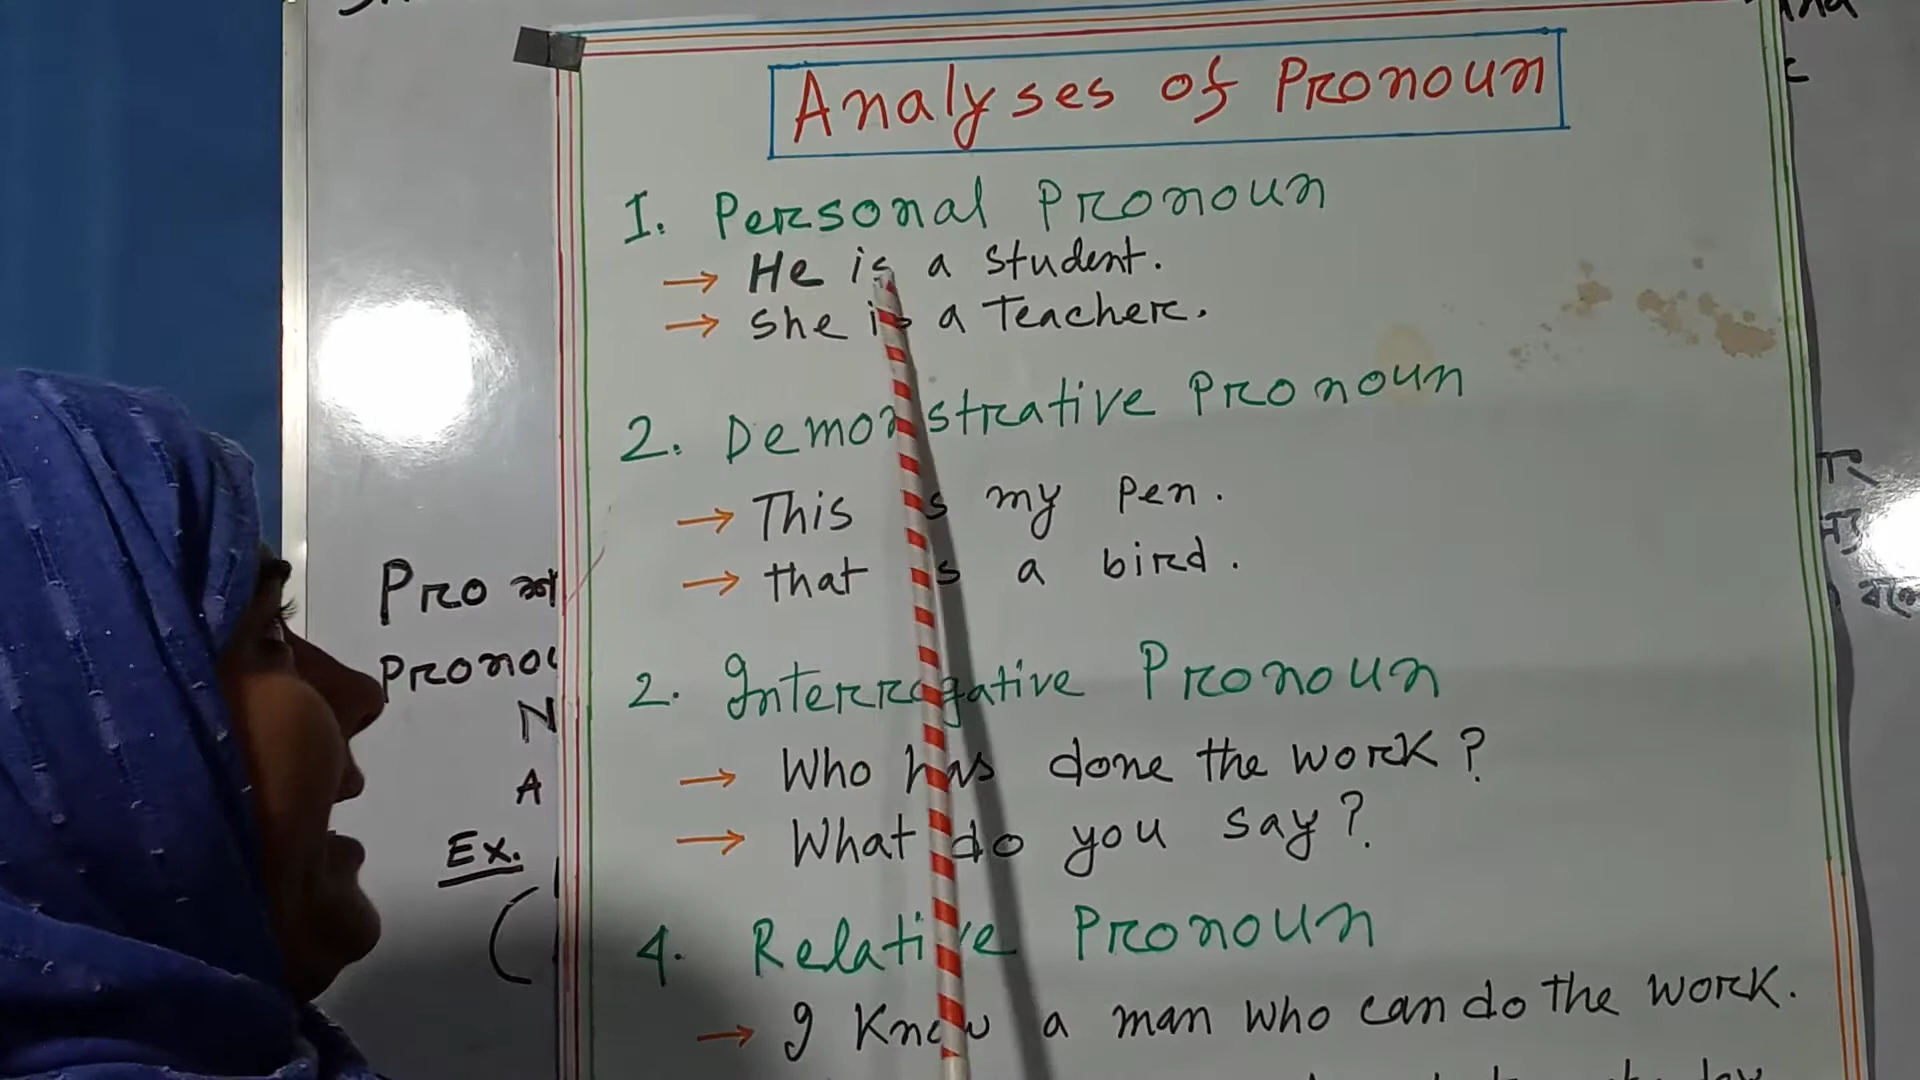 Analyses of Pronoun
1. Personal Pronoun
→ He is a student.
→ she is a Teacher.
2. Demonstrative Pronoun
→ This is my pen.
→ that is a bird.
2. Interrogative Pronoun
→ Who has done the work?
→ What do you say?
4. Relative Pronoun
→ I Know a man who can do the work.
Pro
Prono
N
A
Ex.
(